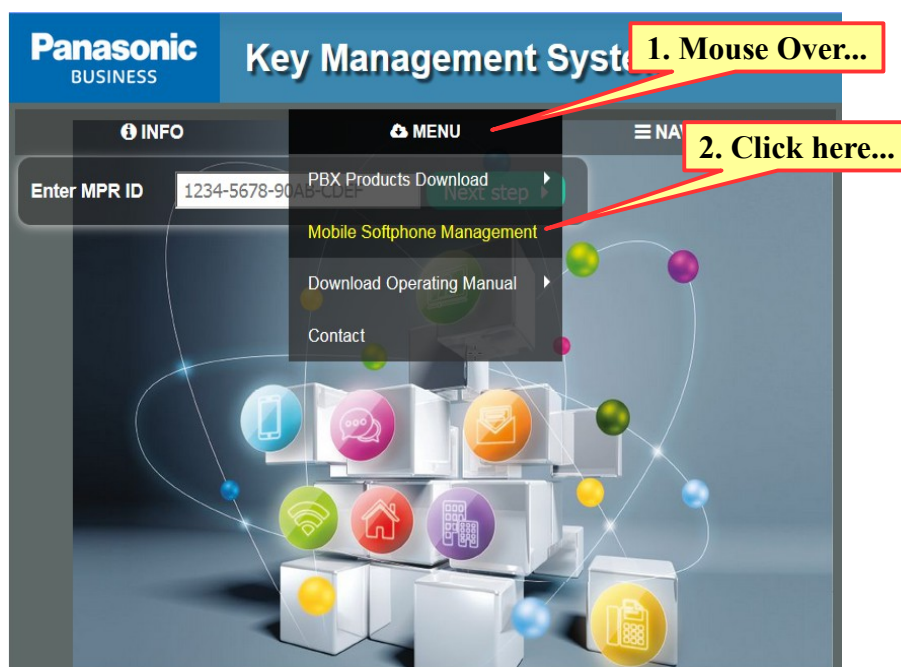 Panasonic
BUSINESS
Key Management Syste
1. Mouse Over...
INFO
MENU
NA
2. Click here...
Enter MPR ID
1234-5678-90AB-CDEF
Next step
PBX Products Download
Mobile Softphone Management
Download Operating Manual
Contact